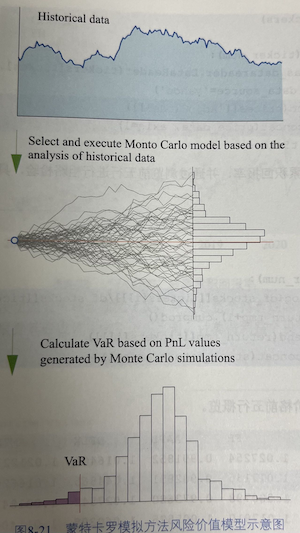 Historical data
Select and execute Monto Carlo model based on the
analysis of historical data
Calculate VaR based on PnL values
generated by Monte Carlo simulations
VaR
图8-21 蒙特卡罗模拟方法风险价值模型示意图